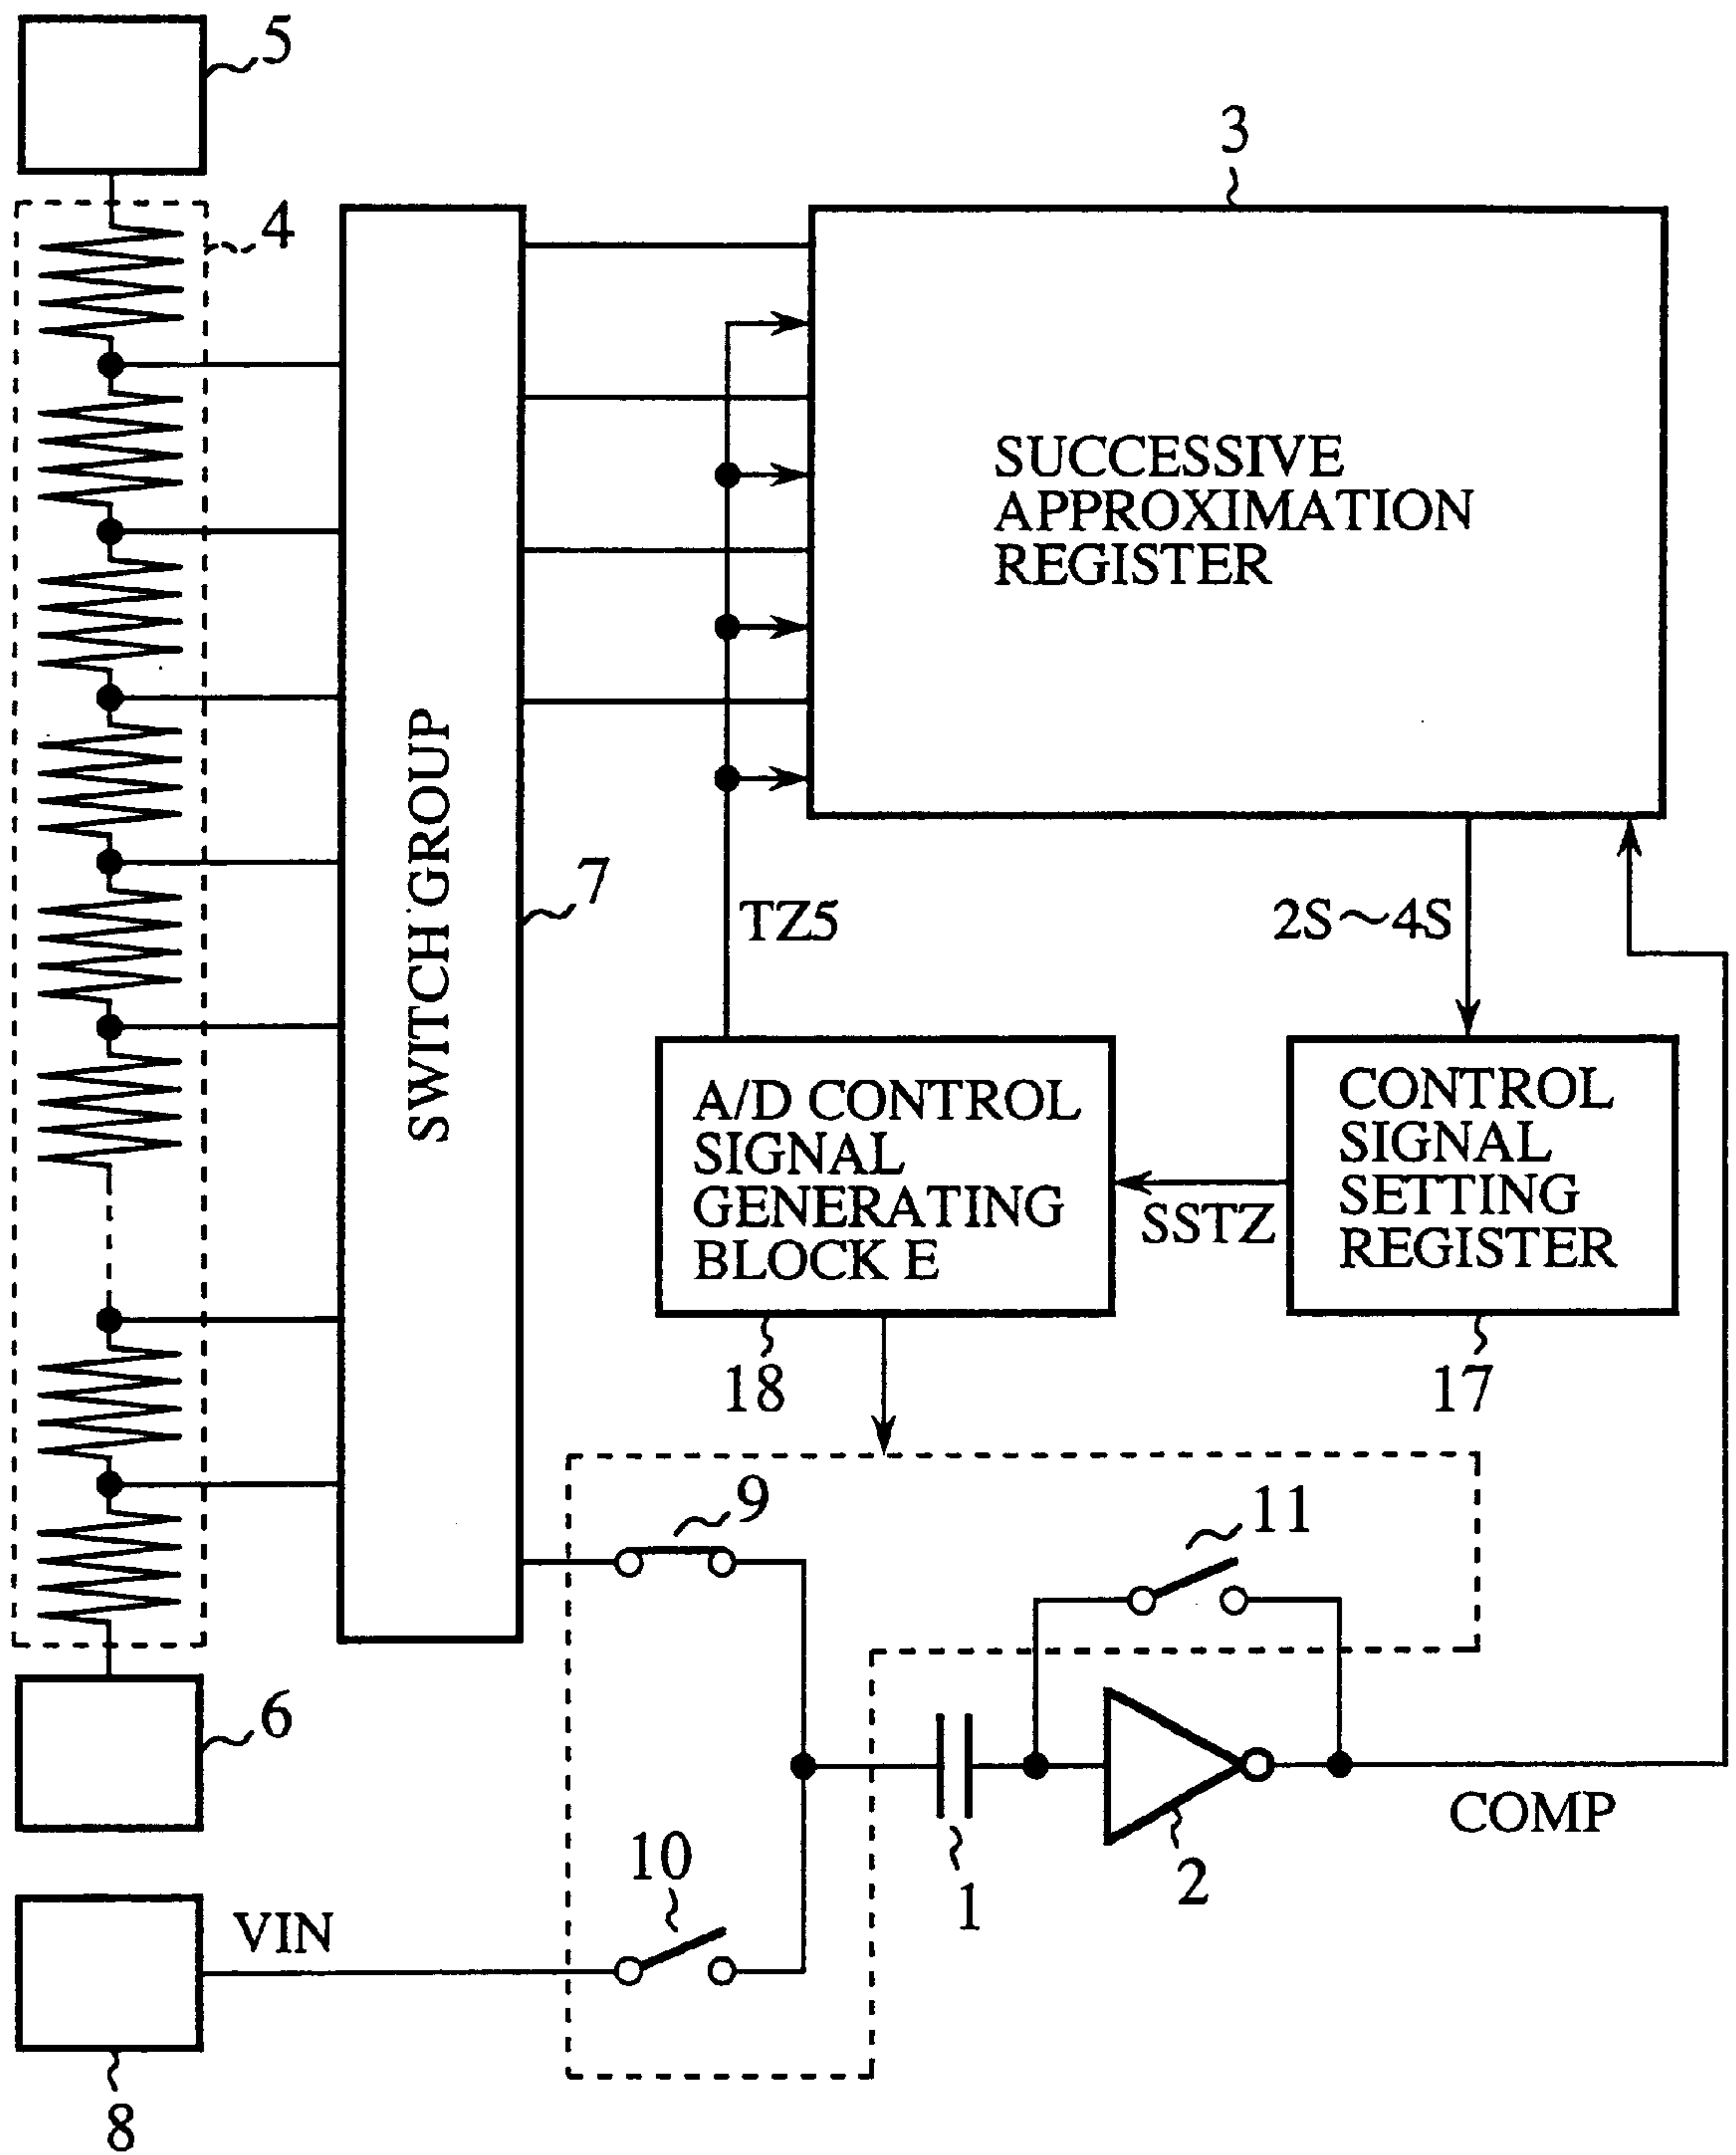 5
3
4
SUCCESSIVE
APPROXIMATION
REGISTER
SWITCH GROUP
7
TZ5
2S~4S
A/D CONTROL
SIGNAL
GENERATING
BLOCK E
CONTROL
SIGNAL
SETTING
REGISTER
SSTZ
18
17
9
11
6
COMP
10
1
2
VIN
8